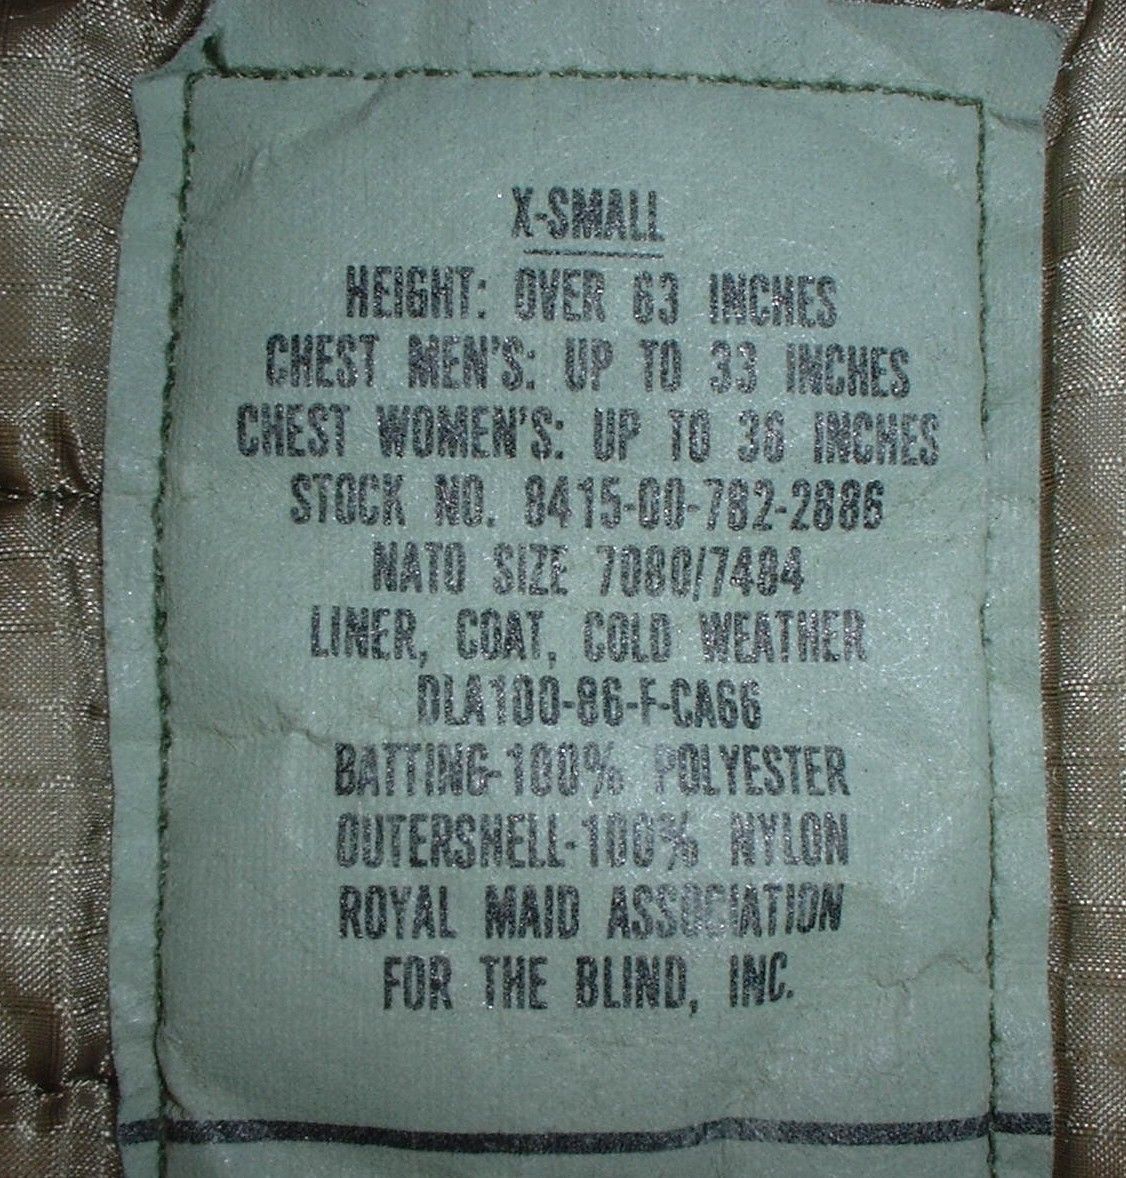 X-SMALL
HEIGHT: OVER 63 INCHES
CHEST MEN'S: UP TO 33 INCHES
CHEST WOMEN'S: UP TO 36 INCHES
STOCK NO. 8415-00-782-2886
NATO SIZE 7080/7484
LINER, COAT, COLD WEATHER
DLA100-86-F-CA66
BATTING-100% POLYESTER
OUTERSHELL-100% NYLON
ROYAL MAID ASSOCIATION
FOR THE BLIND, INC.